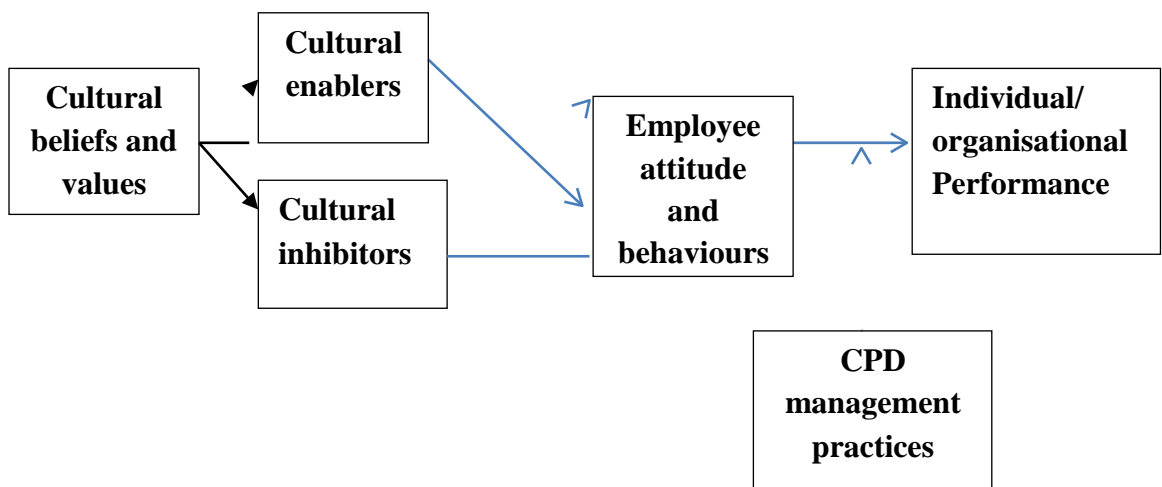 Cultural
beliefs and
values
Cultural
enablers
Cultural
inhibitors
Employee
attitude
and
behaviours
Individual/
organisational
Performance
CPD
management
practices